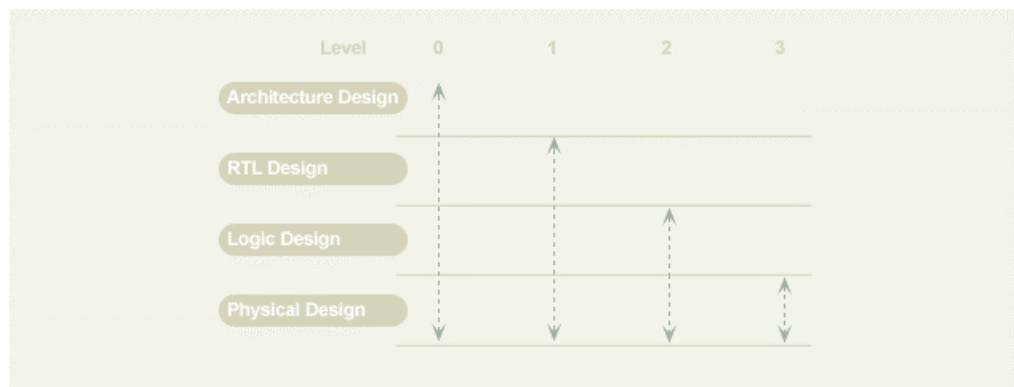 Level 0 1 2 3
Architecture Design
RTL Design
Logic Design
Physical Design